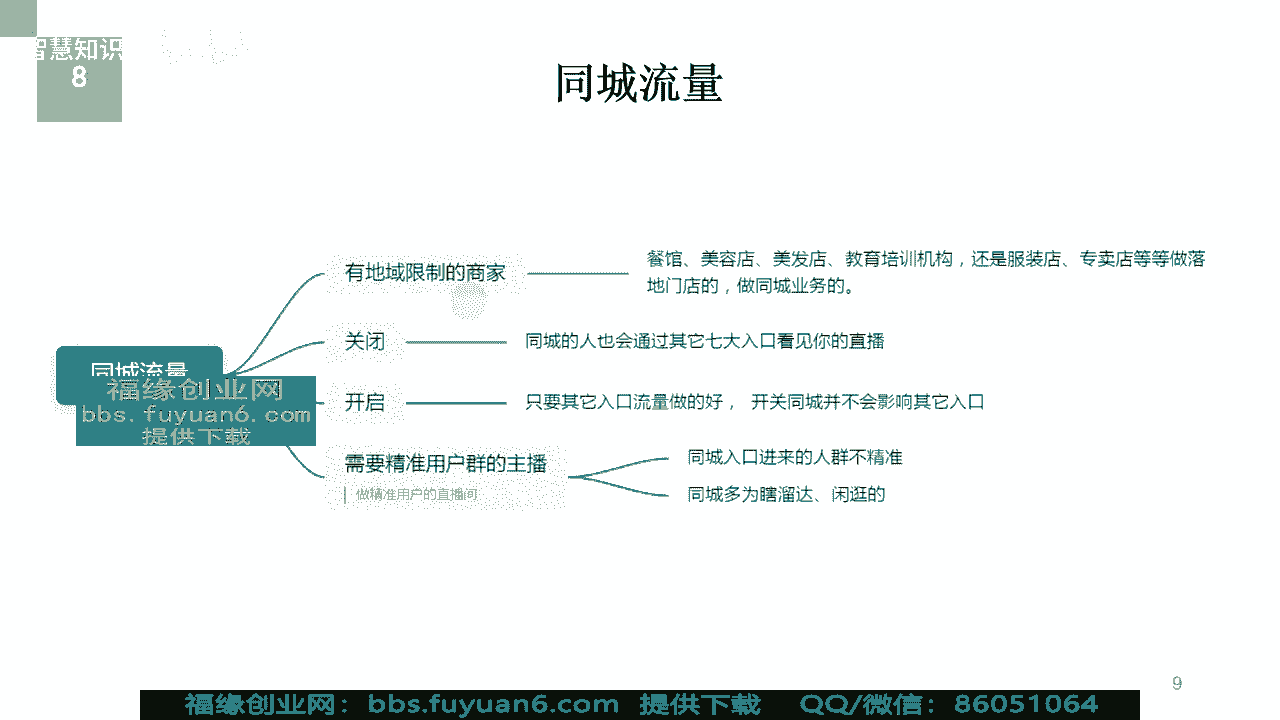 智慧知识
8
同城流量
有地域限制的商家
餐馆、美容店、美发店、教育培训机构，还是服装店、专卖店等等做落
地门店的，做同城业务的。
关闭
同城的人也会通过其它七大入口看见你的直播
同城流量
福缘创业网
bbs.fuyuan6.com
提供下载
开启
只要其它入口流量做的好， 开关同城并不会影响其它入口
需要精准用户群的主播
做精准用户的直播间
同城入口进来的人群不精准
同城多为瞎溜达、闲逛的
9
福缘创业网：bbs.fuyuan6.com 提供下载 QQ/微信：86051064